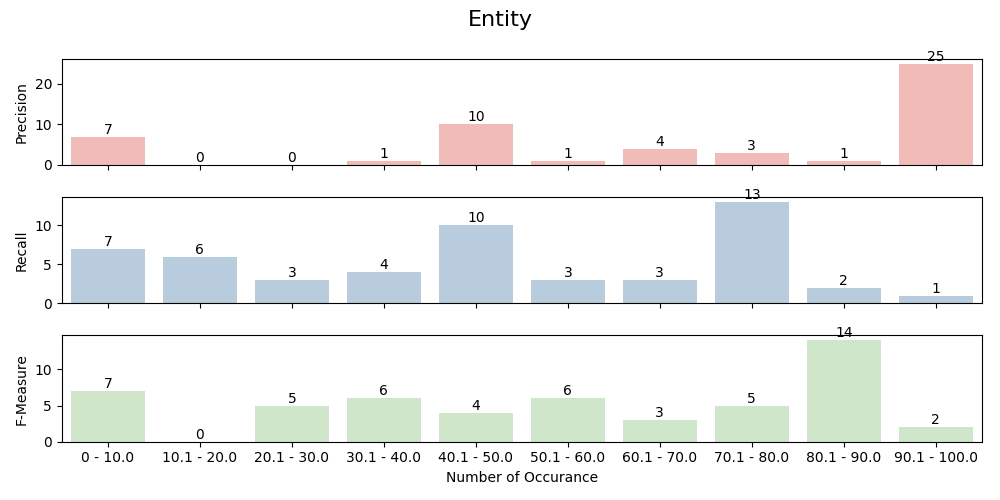 Entity
Precision
20
10
0
7
0
0
1
10
1
4
3
1
25
Recall
10
5
0
7
6
3
4
10
3
3
13
2
1
F-Measure
10
5
0
7
0
5
6
4
6
3
5
14
2
0 - 10.0
10.1 - 20.0
20.1 - 30.0
30.1 - 40.0
40.1 - 50.0
50.1 - 60.0
60.1 - 70.0
70.1 - 80.0
80.1 - 90.0
90.1 - 100.0
Number of Occurance